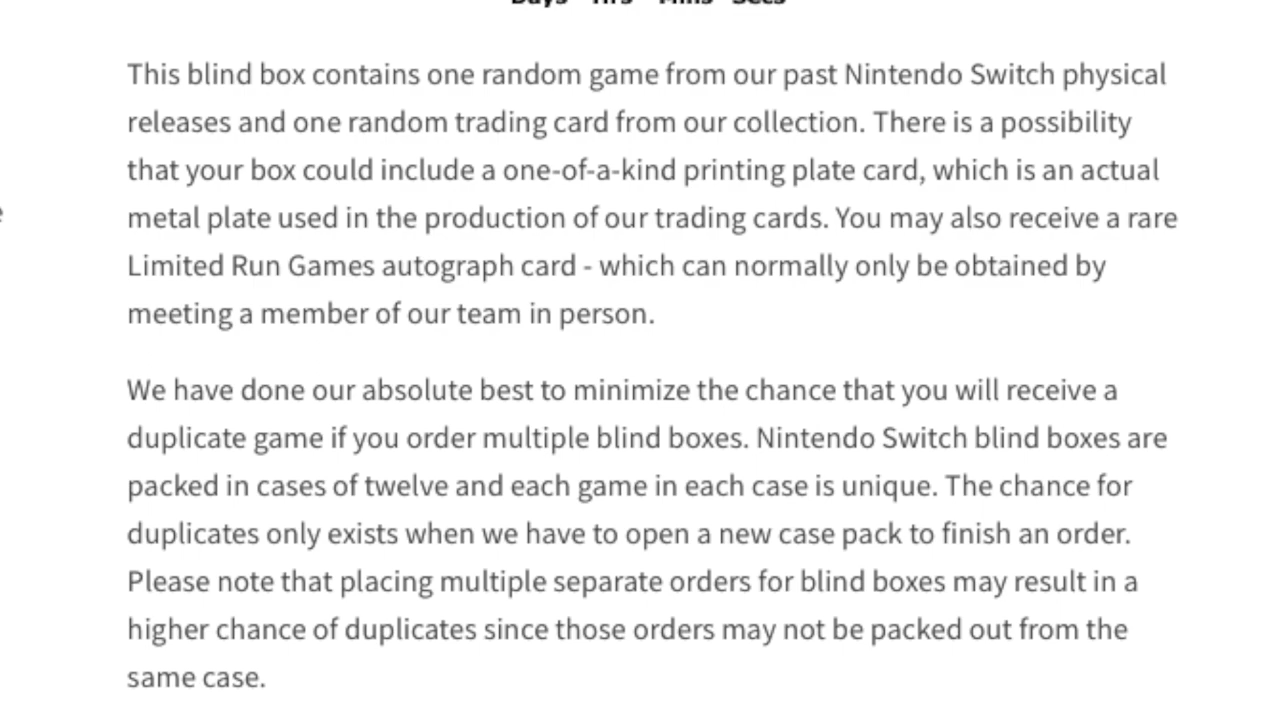 Days Hrs Mins Secs
This blind box contains one random game from our past Nintendo Switch physical
releases and one random trading card from our collection. There is a possibility
that your box could include a one-of-a-kind printing plate card, which is an actual
metal plate used in the production of our trading cards. You may also receive a rare
Limited Run Games autograph card - which can normally only be obtained by
meeting a member of our team in person.
We have done our absolute best to minimize the chance that you will receive a
duplicate game if you order multiple blind boxes. Nintendo Switch blind boxes are
packed in cases of twelve and each game in each case is unique. The chance for
duplicates only exists when we have to open a new case pack to finish an order.
Please note that placing multiple separate orders for blind boxes may result in a
higher chance of duplicates since those orders may not be packed out from the
same case.